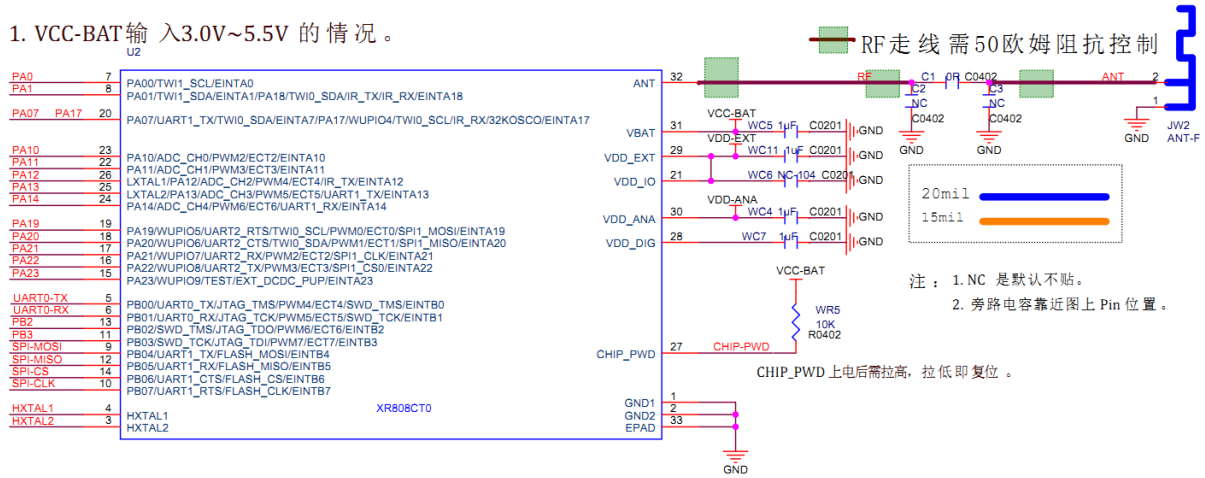 1. VCC-BAT输 入3.0V~5.5V 的情况。
U2
RF走线需50欧姆阻抗控制
PA0 7 PA00/TWI1_SCL/EINTA0
PA1 8 PA01/TWI1_SDA/EINTA1/PA18/TWI0_SDA/IR_TX/IR_RX/EINTA18
PA07 PA17 20 PA07/UART1_TX/TWI0_SDA/EINTA7/PA17/WUPIO4/TWI0_SCL/IR_RX/32KOSCO/EINTA17
PA10 23 PA10/ADC_CH0/PWM2/ECT2/EINTA10
PA11 22 PA11/ADC_CH1/PWM3/ECT3/EINTA11
PA12 26 LXTAL1/PA12/ADC_CH2/PWM4/ECT4/IR_TX/EINTA12
PA13 25 LXTAL2/PA13/ADC_CH3/PWM5/ECT5/UART1_TX/EINTA13
PA14 24 PA14/ADC_CH4/PWM6/ECT6/UART1_RX/EINTA14
PA19 19 PA19/WUPIO5/UART2_RTS/TWI0_SCL/PWM0/ECT0/SPI1_MOSI/EINTA19
PA20 18 PA20/WUPIO6/UART2_CTS/TWI0_SDA/PWM1/ECT1/SPI1_MISO/EINTA20
PA21 17 PA21/WUPIO7/UART2_RX/PWM2/ECT2/SPI1_CLK/EINTA21
PA22 16 PA22/WUPIO8/UART2_TX/PWM3/ECT3/SPI1_CS0/EINTA22
PA23 15 PA23/WUPIO9/TEST/EXT_DCDC_PUP/EINTA23
UART0-TX 5 PB00/UART0_TX/JTAG_TMS/PWM4/ECT4/SWD_TMS/EINTB0
UART0-RX 6 PB01/UART0_RX/JTAG_TCK/PWM5/ECT5/SWD_TCK/EINTB1
PB2 13 PB02/SWD_TMS/JTAG_TDO/PWM6/ECT6/EINTB2
PB3 11 PB03/SWD_TCK/JTAG_TDI/PWM7/ECT7/EINTB3
SPI-MOSI 9 PB04/UART1_TX/FLASH_MOSI/EINTB4
SPI-MISO 12 PB05/UART1_RX/FLASH_MISO/EINTB5
SPI-CS 14 PB06/UART1_CTS/FLASH_CS/EINTB6
SPI-CLK 10 PB07/UART1_RTS/FLASH_CLK/EINTB7
HXTAL1 4 HXTAL1
HXTAL2 3 HXTAL2
XR808CT0
ANT 32 RF C1 0R C0402 ANT 2
C2 C3
NC NC
C0402 C0402
GND GND
1
GND
JW2
ANT-F
VCC-BAT
VBAT 31 WC5 1uF C0201 GND
VDD-EXT
VDD_EXT 29 WC11 1uF C0201 GND
VDD_IO 21 WC6 NC-104 C0201 GND
VDD-ANA
VDD_ANA 30 WC4 1uF C0201 GND
VDD_DIG 28 WC7 1uF C0201 GND
20mil
15mil
VCC-BAT
WR5
10K
R0402
CHIP_PWD 27 CHIP-PWD
CHIP_PWD 上电后需拉高，拉低即复位 。
注： 1. NC 是默认不贴。
2. 旁路电容靠近图上 Pin 位置。
GND1 1
GND2 2
EPAD 33
GND